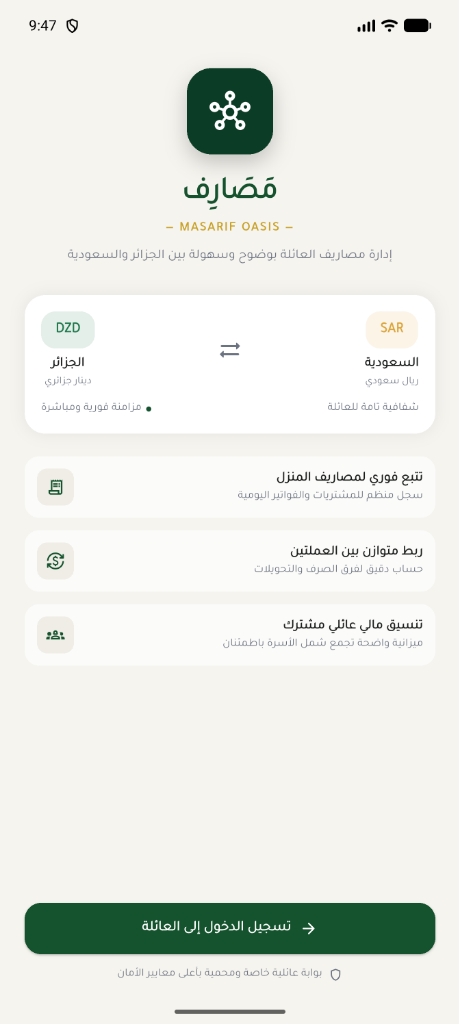 9:47
مَصَارِف
– MASARIF OASIS –
إدارة مصاريف العائلة بوضوح وسهولة بين الجزائر والسعودية
SAR
السعودية
ريال سعودي
DZD
الجزائر
دينار جزائري
شفافية تامة للعائلة
مزامنة فورية ومباشرة
تتبع فوري لمصاريف المنزل
سجل منظم للمشتريات والفواتير اليومية
ربط متوازن بين العملتين
حساب دقيق لفرق الصرف والتحويلات
تنسيق مالي عائلي مشترك
ميزانية واضحة تجمع شمل الأسرة باطمئنان
تسجيل الدخول إلى العائلة
بوابة عائلية خاصة ومحمية بأعلى معايير الأمان